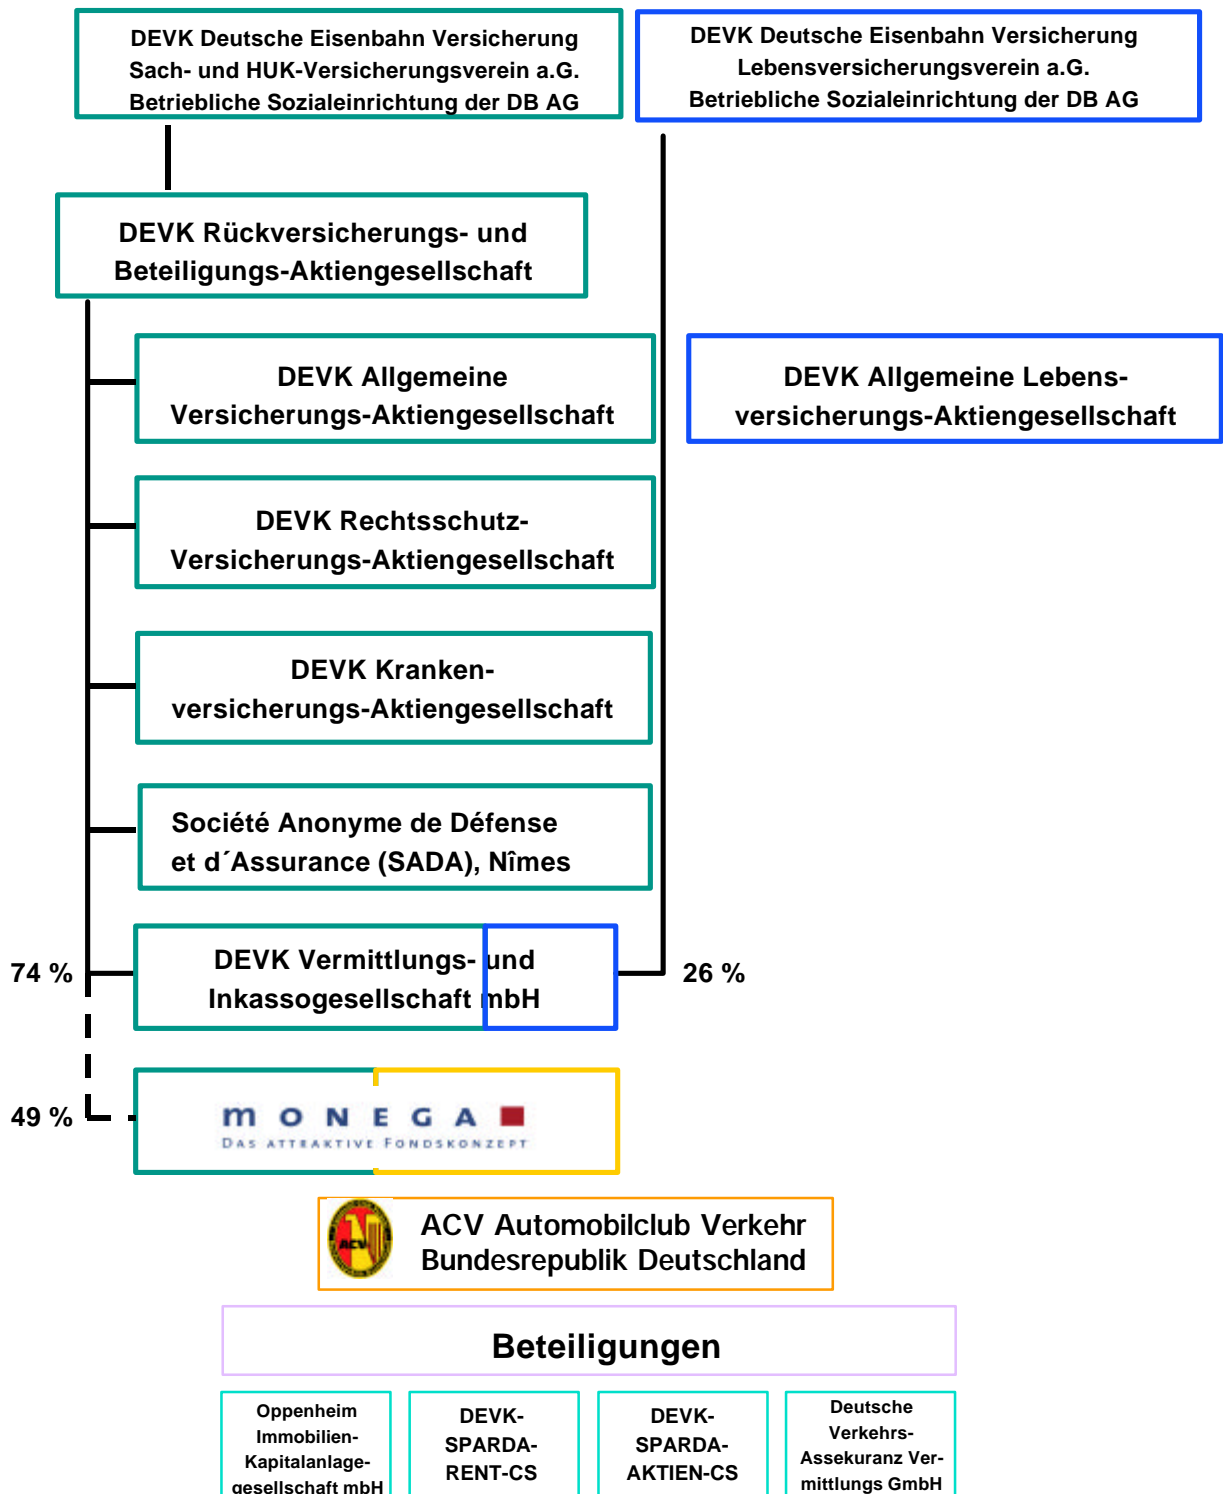 DEVK Deutsche Eisenbahn Versicherung
Sach- und HUK-Versicherungsverein a.G.
Betriebliche Sozialeinrichtung der DB AG
DEVK Deutsche Eisenbahn Versicherung
Lebensversicherungsverein a.G.
Betriebliche Sozialeinrichtung der DB AG
DEVK Rückversicherungs- und
Beteiligungs-Aktiengesellschaft
DEVK Allgemeine
Versicherungs-Aktiengesellschaft
DEVK Allgemeine Lebens-
versicherungs-Aktiengesellschaft
DEVK Rechtsschutz-
Versicherungs-Aktiengesellschaft
DEVK Kranken-
versicherungs-Aktiengesellschaft
Société Anonyme de Défense
et d´Assurance (SADA), Nîmes
74 %
DEVK Vermittlungs- und
Inkassogesellschaft mbH
26 %
49 %
MONEGA
DAS ATTRAKTIVE FONDSKONZEPT
ACV
ACV Automobilclub Verkehr
Bundesrepublik Deutschland
Beteiligungen
Oppenheim
Immobilien-
Kapitalanlage-
gesellschaft mbH
DEVK-
SPARDA-
RENT-CS
DEVK-
SPARDA-
AKTIEN-CS
Deutsche
Verkehrs-
Assekuranz Ver-
mittlungs GmbH